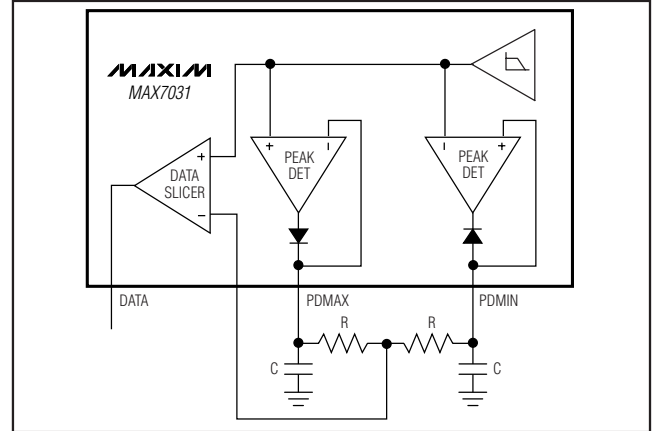 MAXIM
MAX7031
+ − − +
PEAK DET
PEAK DET
DATA SLICER
+
−
DATA
PDMAX
PDMIN
R
R
C
C